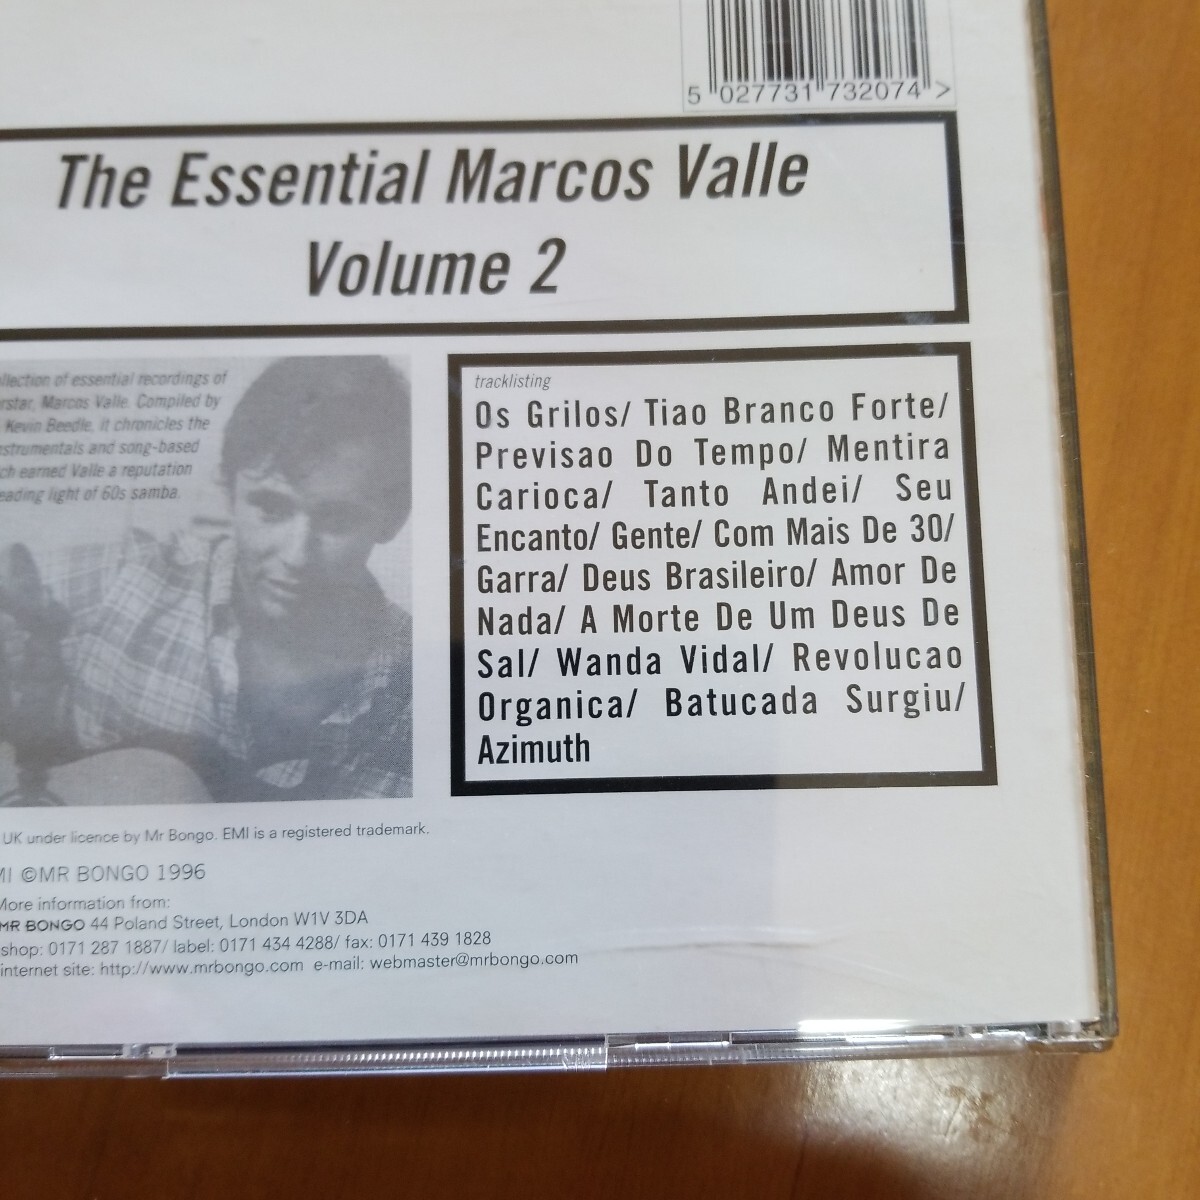 5 027731 732074 >
The Essential Marcos Valle
Volume 2
collection of essential recordings of
Marcos Valle. Compiled by
Kevin Beedle, it chronicles the
instrumentals and song-based
earned Valle a reputation
leading light of 60s samba.
tracklisting
Os Grilos/ Tiao Branco Forte/
Previsao Do Tempo/ Mentira
Carioca/ Tanto Andei/ Seu
Encanto/ Gente/ Com Mais De 30/
Garra/ Deus Brasileiro/ Amor De
Nada/ A Morte De Um Deus De
Sal/ Wanda Vidal/ Revolucao
Organica/ Batucada Surgiu/
Azimuth
UK under licence by Mr Bongo. EMI is a registered trademark.
©MR BONGO 1996
More information from:
MR BONGO 44 Poland Street, London W1V 3DA
shop: 0171 287 1887/ label: 0171 434 4288/ fax: 0171 439 1828
internet site: http://www.mrbongo.com e-mail: webmaster@mrbongo.com